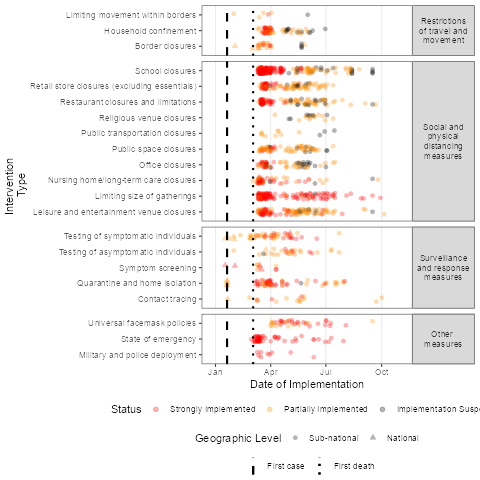 Limiting movement within borders
Household confinement
Border closures
Restrictions
of travel and
movement
School closures
Retail store closures (excluding essentials)
Restaurant closures and limitations
Religious venue closures
Public transportation closures
Public space closures
Office closures
Nursing home/long-term care closures
Limiting size of gatherings
Leisure and entertainment venue closures
Social and
physical
distancing
measures
Testing of symptomatic individuals
Testing of asymptomatic individuals
Symptom screening
Quarantine and home isolation
Contact tracing
Surveillance
and response
measures
Universal facemask policies
State of emergency
Military and police deployment
Other
measures
Intervention
Type
Jan Apr Jul Oct
Date of Implementation
Status Strongly Implemented Partially Implemented Implementation Suspe
Geographic Level Sub-national National
First case First death